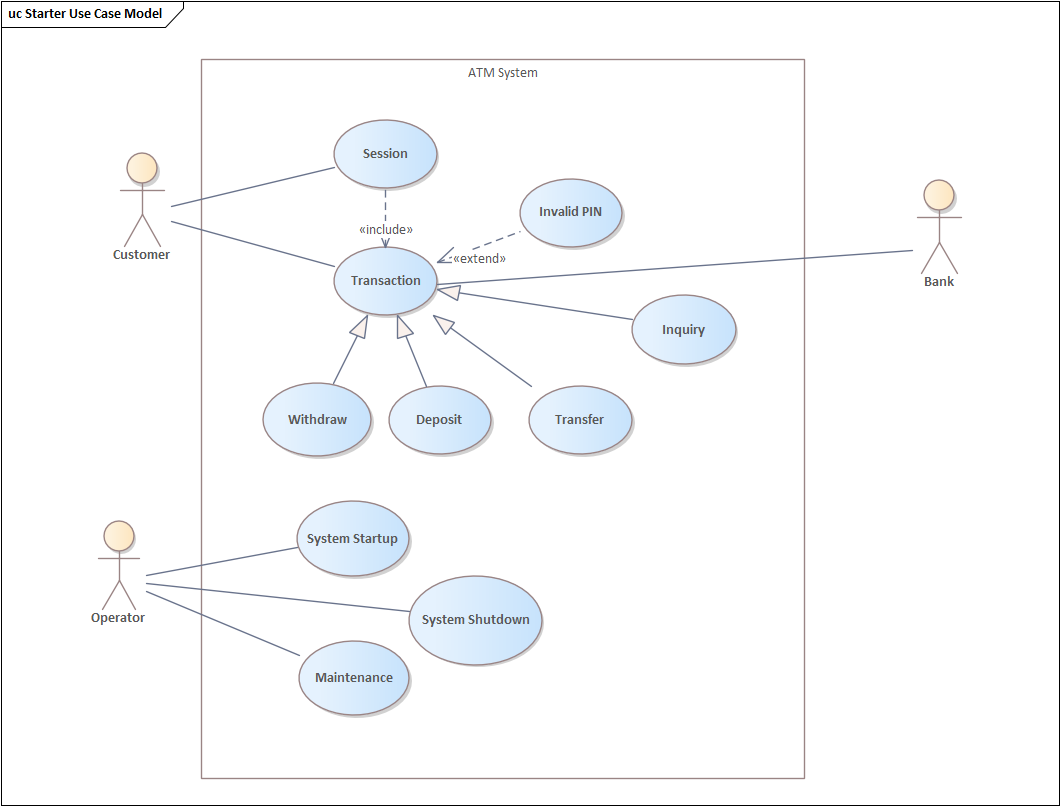 uc Starter Use Case Model
ATM System
Session
Customer
«include»
Invalid PIN
«extend»
Transaction
Bank
Inquiry
Withdraw
Deposit
Transfer
System Startup
Operator
System Shutdown
Maintenance